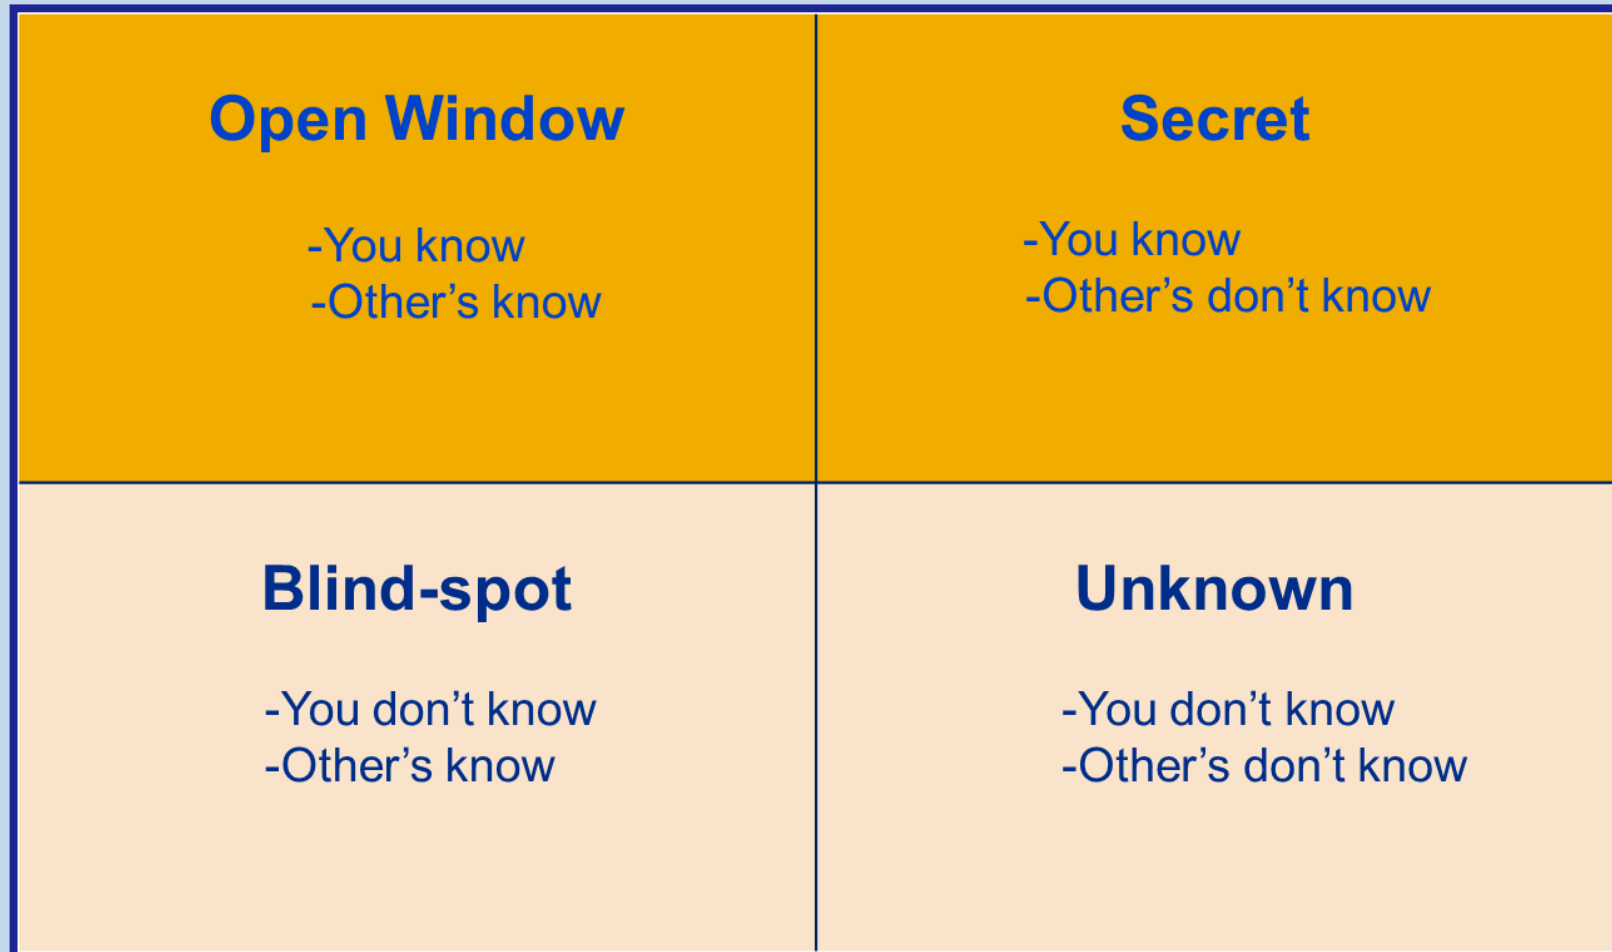 Open Window
-You know
-Other’s know
Secret
-You know
-Other’s don’t know
Blind-spot
-You don’t know
-Other’s know
Unknown
-You don’t know
-Other’s don’t know